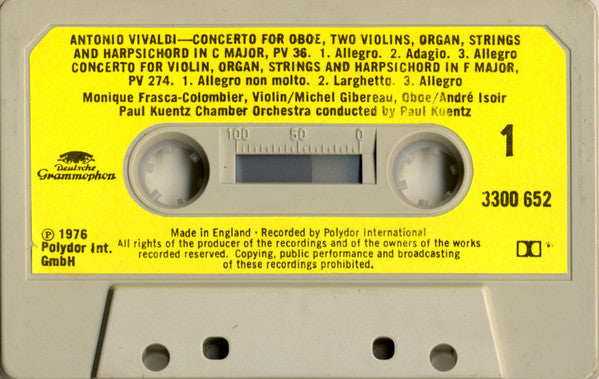 ANTONIO VIVALDI—CONCERTO FOR OBOE, TWO VIOLINS, ORGAN, STRINGS
AND HARPSICHORD IN C MAJOR, PV 36. 1. Allegro. 2. Adagio. 3. Allegro
CONCERTO FOR VIOLIN, ORGAN, STRINGS AND HARPSICHORD IN F MAJOR,
PV 274. 1. Allegro non molto. 2. Larghetto. 3. Allegro
Monique Frasca-Colombier, Violin/Michel Gibereau, Oboe/André Isoir
Paul Kuentz Chamber Orchestra conducted by Paul Kuentz
100 50 0
1
Deutsche
Grammophon
3300 652
℗ 1976
Polydor Int.
GmbH
Made in England · Recorded by Polydor International
All rights of the producer of the recordings and of the owners of the works
recorded reserved. Copying, public performance and broadcasting
of these recordings prohibited.